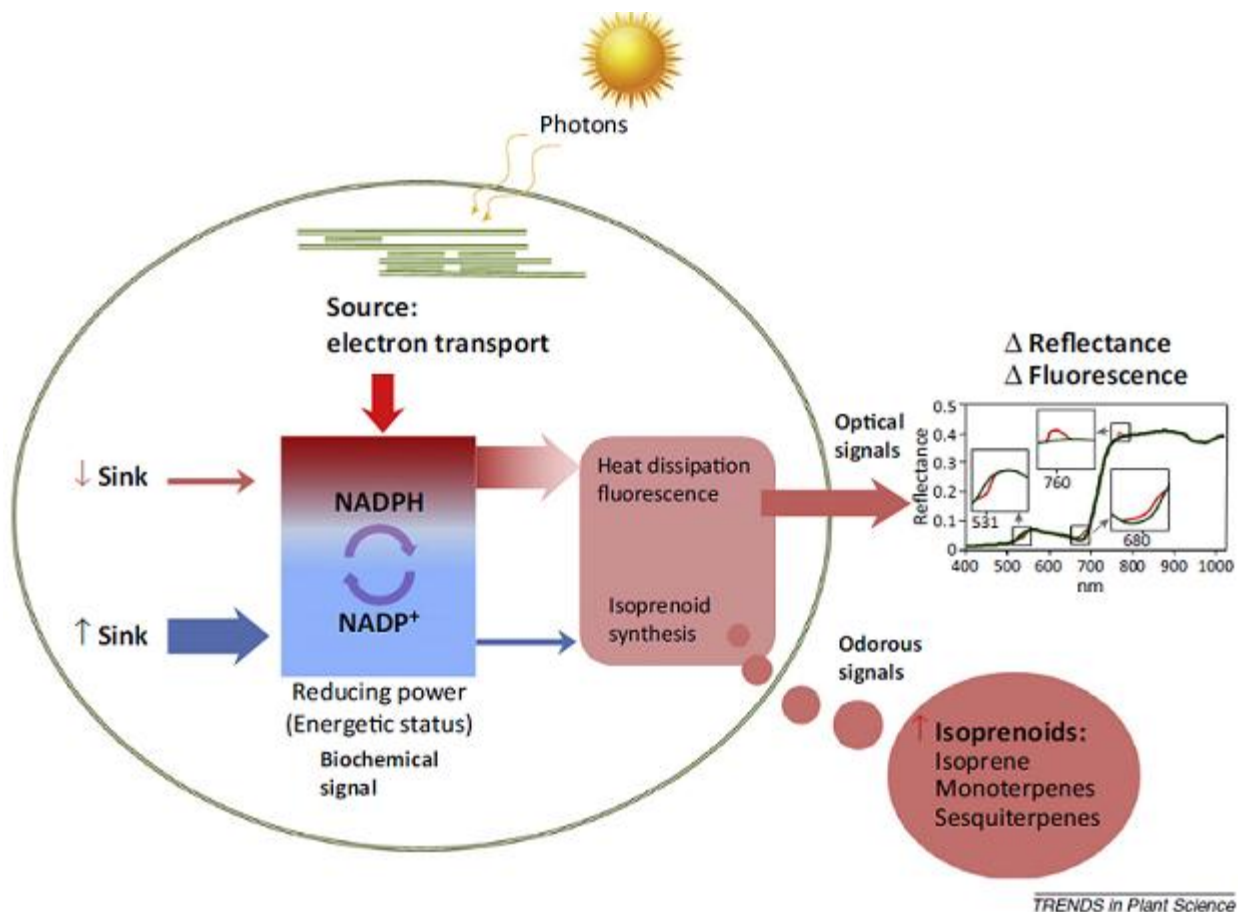 Photons
Source:
electron transport
↓ Sink
NADPH
NADP⁺
↑ Sink
Reducing power
(Energetic status)
Biochemical
signal
Heat dissipation
fluorescence
Isoprenoid
synthesis
Optical
signals
Δ Reflectance
Δ Fluorescence
Reflectance
0.5
0.4
0.3
0.2
0.1
0
531
760
680
400 500 600 700 800 900 1000
nm
Odorous
signals
↑ Isoprenoids:
Isoprene
Monoterpenes
Sesquiterpenes
TRENDS in Plant Science